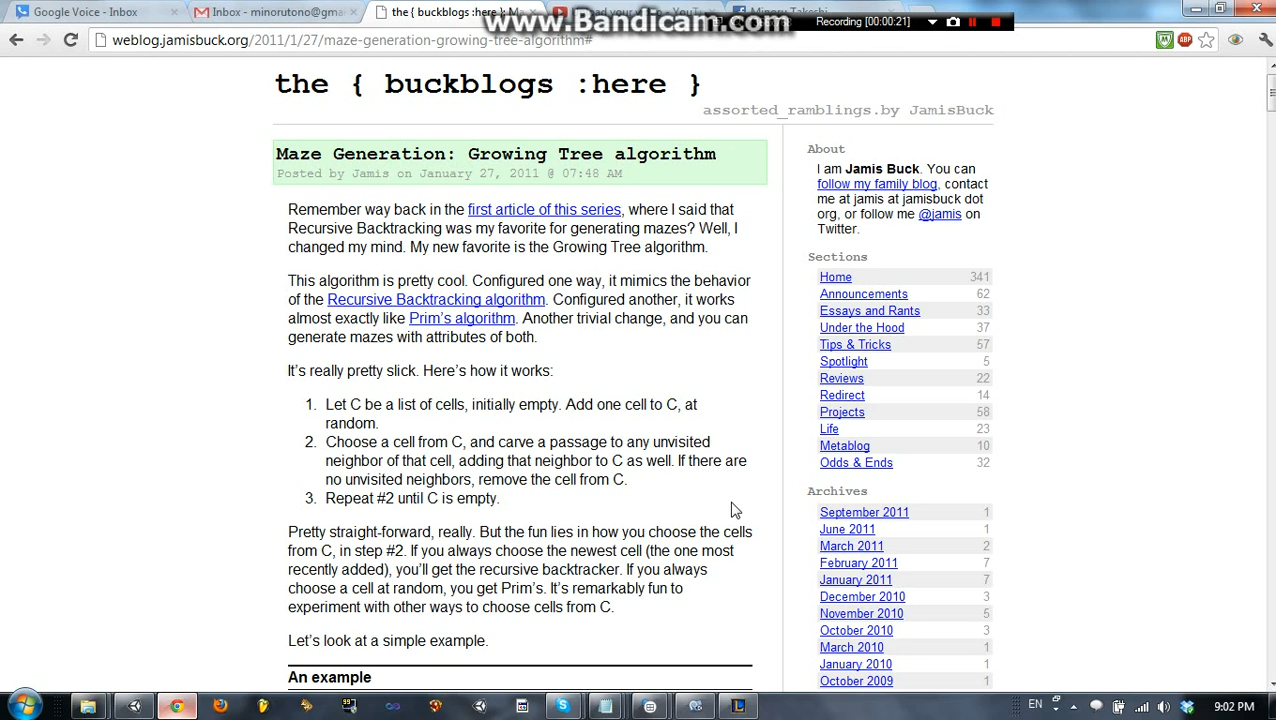 Google Voice - Inbox
Inbox - minorutono@gma
the { buckblogs :here }: M
www.Bandicam.com
Recording [00:00:21]
weblog.jamisbuck.org/2011/1/27/maze-generation-growing-tree-algorithm#
the { buckblogs :here }
assorted_ramblings.by JamisBuck
Maze Generation: Growing Tree algorithm
Posted by Jamis on January 27, 2011 @ 07:48 AM
Remember way back in the first article of this series, where I said that
Recursive Backtracking was my favorite for generating mazes? Well, I
changed my mind. My new favorite is the Growing Tree algorithm.
This algorithm is pretty cool. Configured one way, it mimics the behavior
of the Recursive Backtracking algorithm. Configured another, it works
almost exactly like Prim's algorithm. Another trivial change, and you can
generate mazes with attributes of both.
It's really pretty slick. Here's how it works:
1. Let C be a list of cells, initially empty. Add one cell to C, at
random.
2. Choose a cell from C, and carve a passage to any unvisited
neighbor of that cell, adding that neighbor to C as well. If there are
no unvisited neighbors, remove the cell from C.
3. Repeat #2 until C is empty.
Pretty straight-forward, really. But the fun lies in how you choose the cells
from C, in step #2. If you always choose the newest cell (the one most
recently added), you'll get the recursive backtracker. If you always
choose a cell at random, you get Prim's. It's remarkably fun to
experiment with other ways to choose cells from C.
Let's look at a simple example.
An example
About
I am Jamis Buck. You can
follow my family blog, contact
me at jamis at jamisbuck dot
org, or follow me @jamis on
Twitter.
Sections
Home 341
Announcements 62
Essays and Rants 33
Under the Hood 37
Tips & Tricks 57
Spotlight 5
Reviews 22
Redirect 14
Projects 58
Life 23
Metablog 10
Odds & Ends 32
Archives
September 2011 1
June 2011 1
March 2011 2
February 2011 7
January 2011 7
December 2010 3
November 2010 5
October 2010 3
March 2010 1
January 2010 1
October 2009 1
EN
9:02 PM